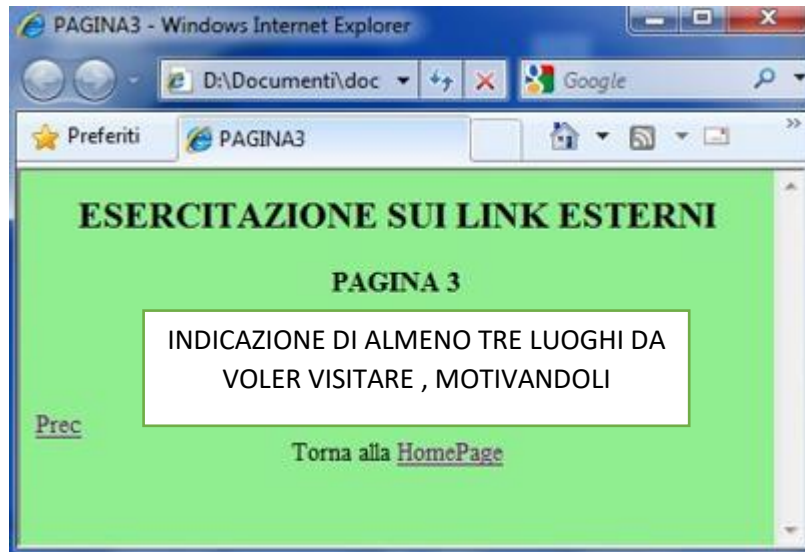 PAGINA3 - Windows Internet Explorer
D:\Documenti\doc
Google
Preferiti
PAGINA3
»
ESERCITAZIONE SUI LINK ESTERNI
PAGINA 3
INDICAZIONE DI ALMENO TRE LUOGHI DA
VOLER VISITARE , MOTIVANDOLI
Prec
Torna alla HomePage